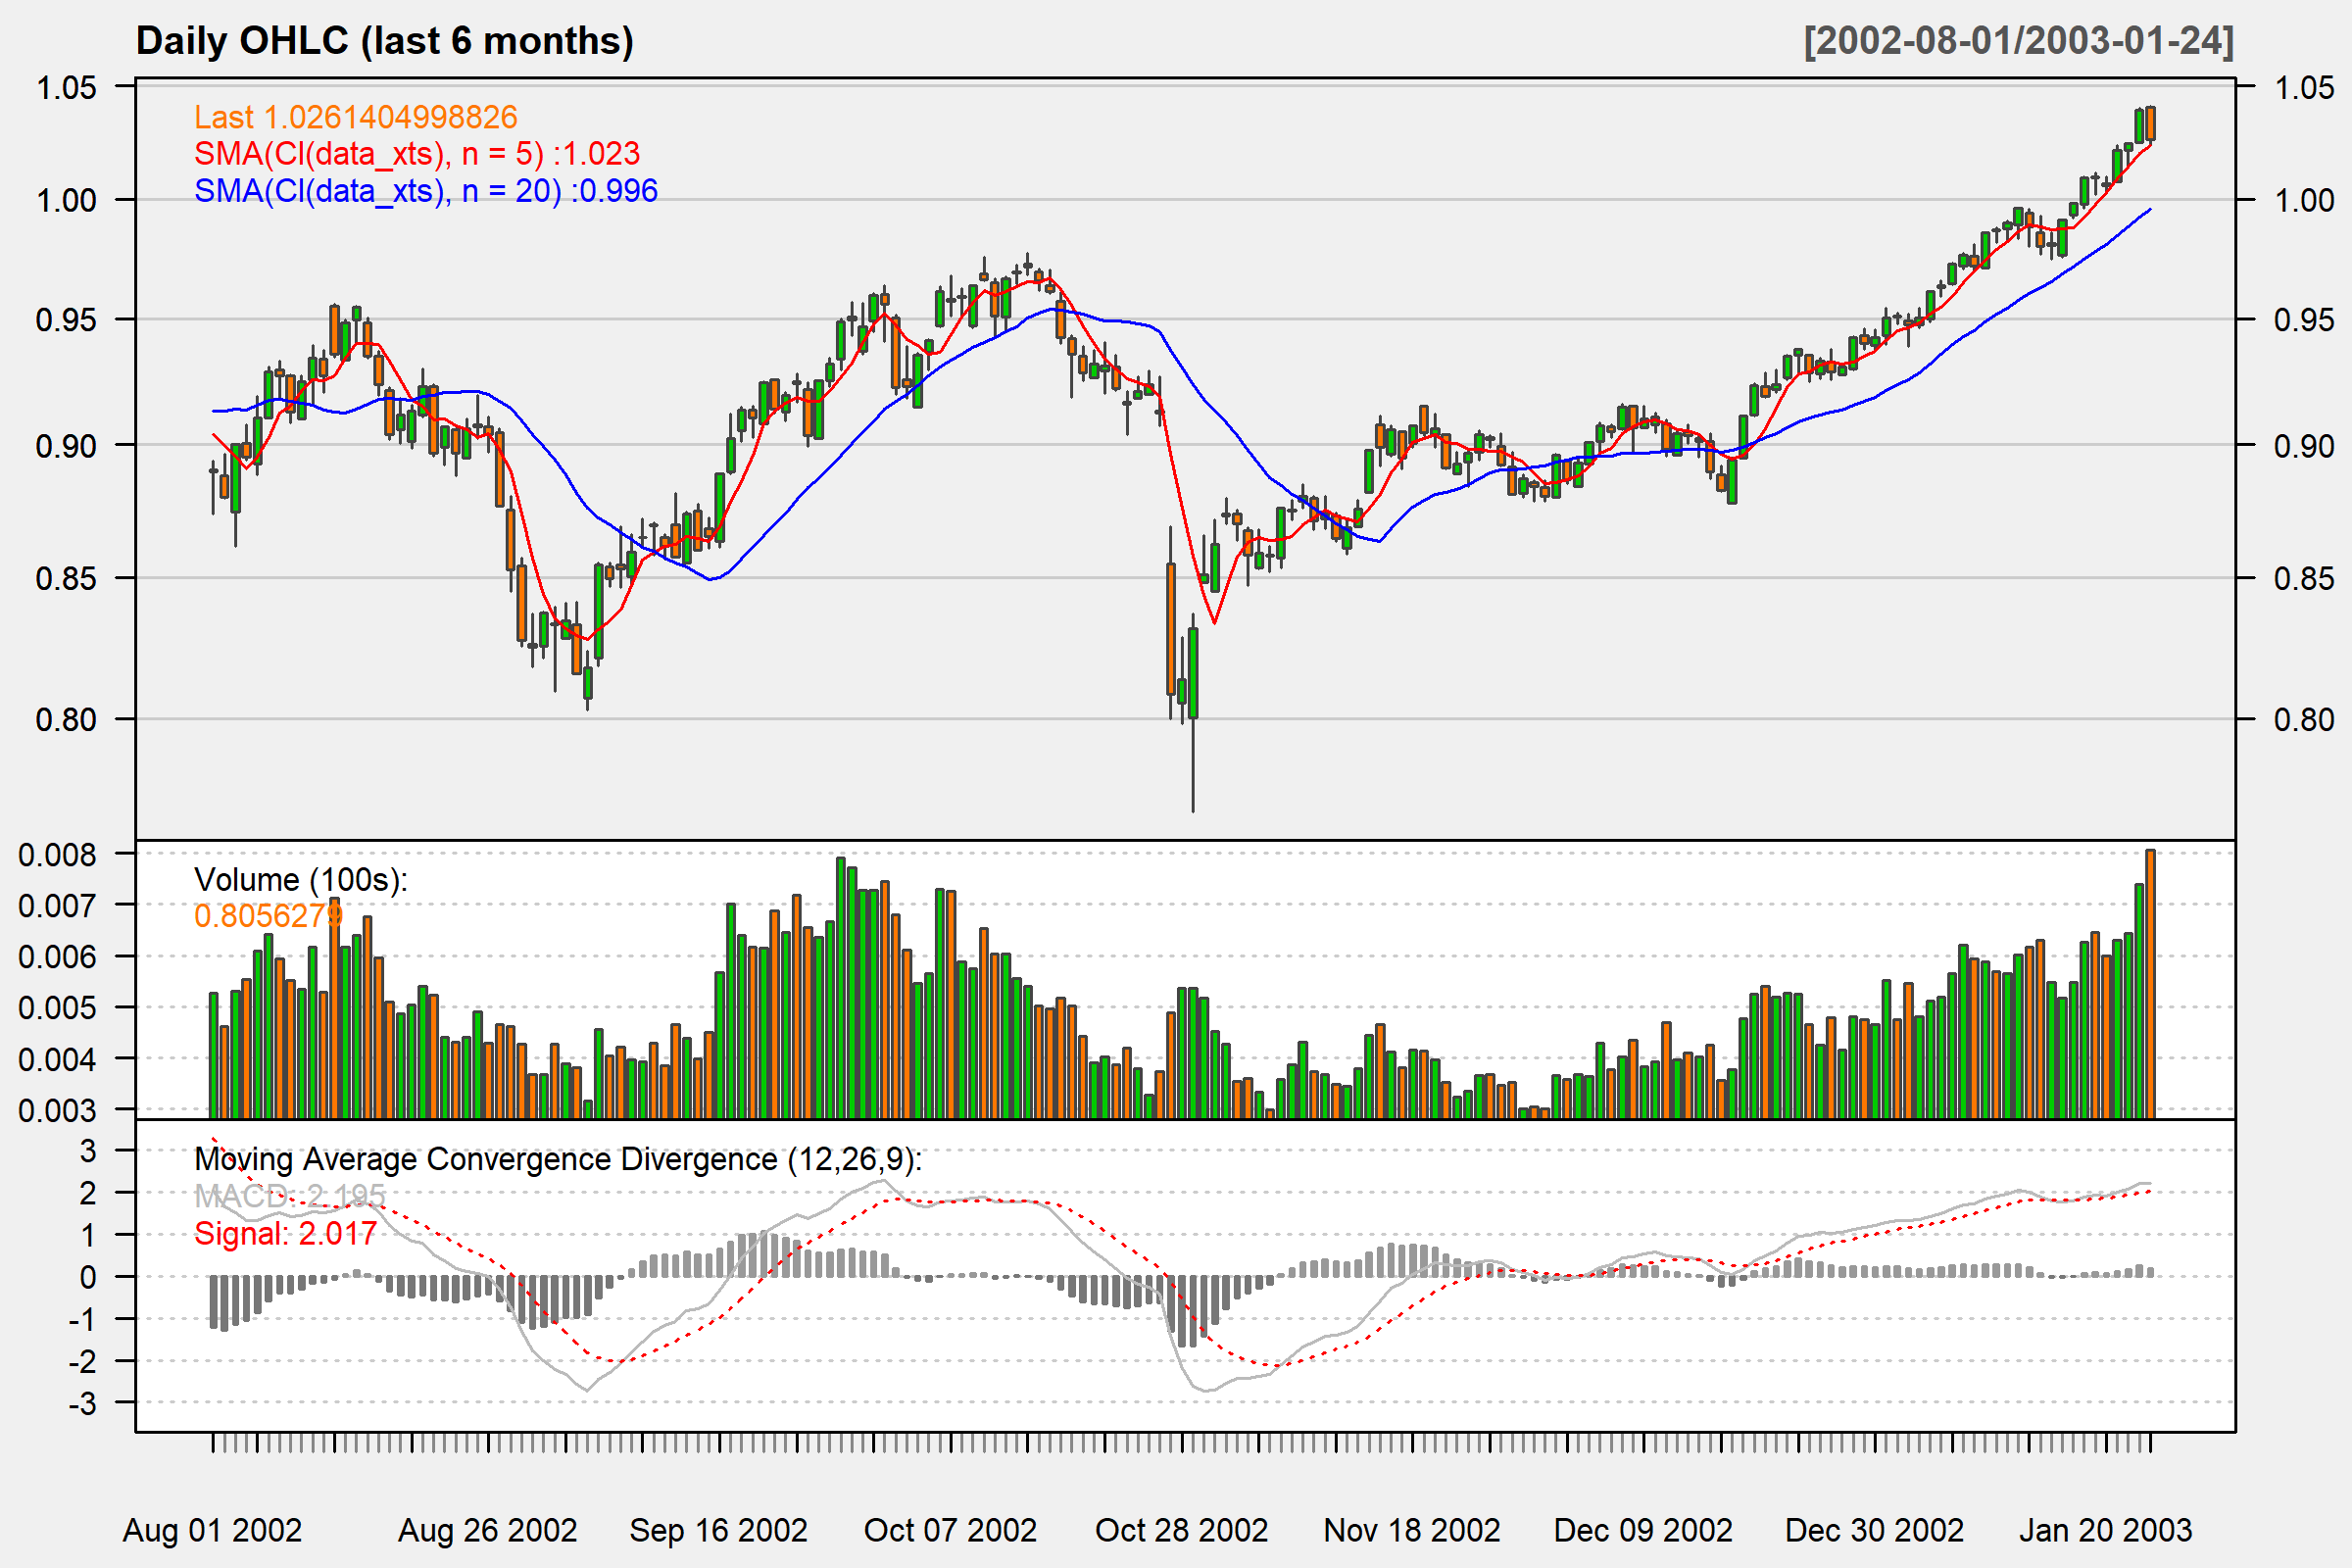 Daily OHLC (last 6 months) [2002-08-01/2003-01-24]
1.05 1.05
Last 1.0261404998826
SMA(Cl(data_xts), n = 5) :1.023
SMA(Cl(data_xts), n = 20) :0.996
1.00 1.00
0.95 0.95
0.90 0.90
0.85 0.85
0.80 0.80
0.008
Volume (100s):
0.8056279
0.007
0.006
0.005
0.004
0.003
Moving Average Convergence Divergence (12,26,9):
3
MACD: 2.195
2
Signal: 2.017
1
0
-1
-2
-3
Aug 01 2002 Aug 26 2002 Sep 16 2002 Oct 07 2002 Oct 28 2002 Nov 18 2002 Dec 09 2002 Dec 30 2002 Jan 20 2003